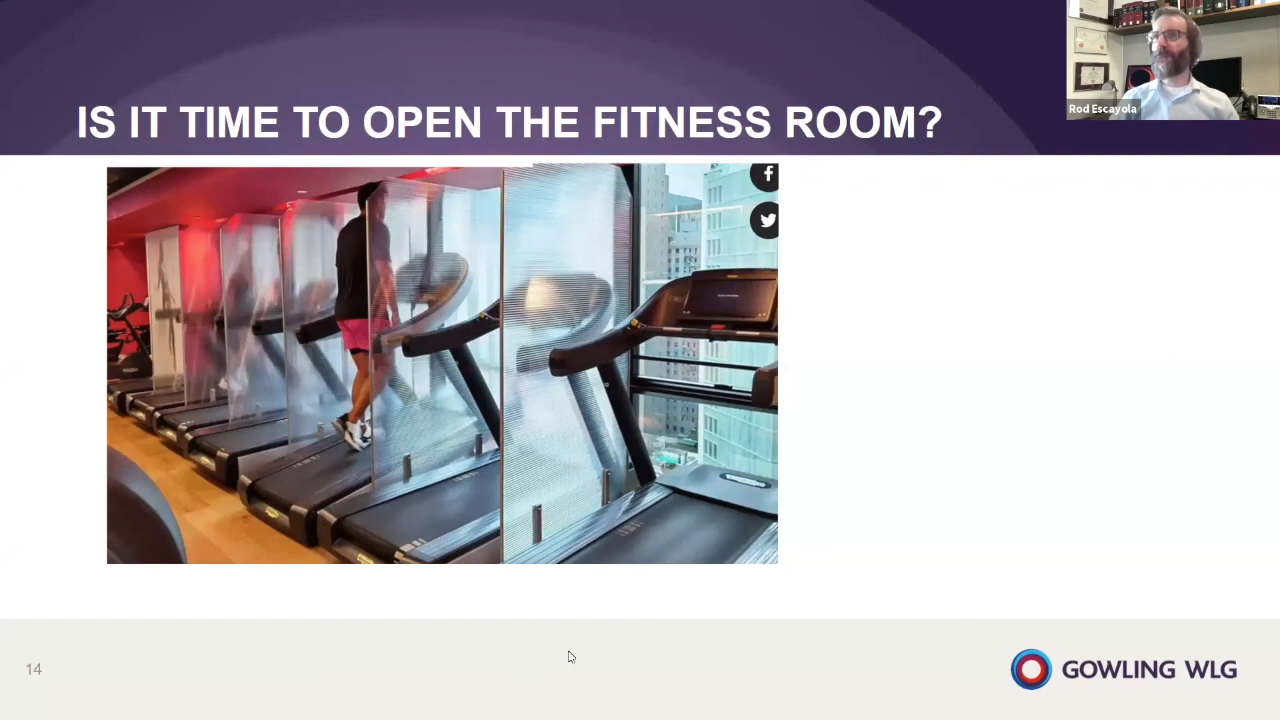 IS IT TIME TO OPEN THE FITNESS ROOM?
Rod Escayola
14
GOWLING WLG